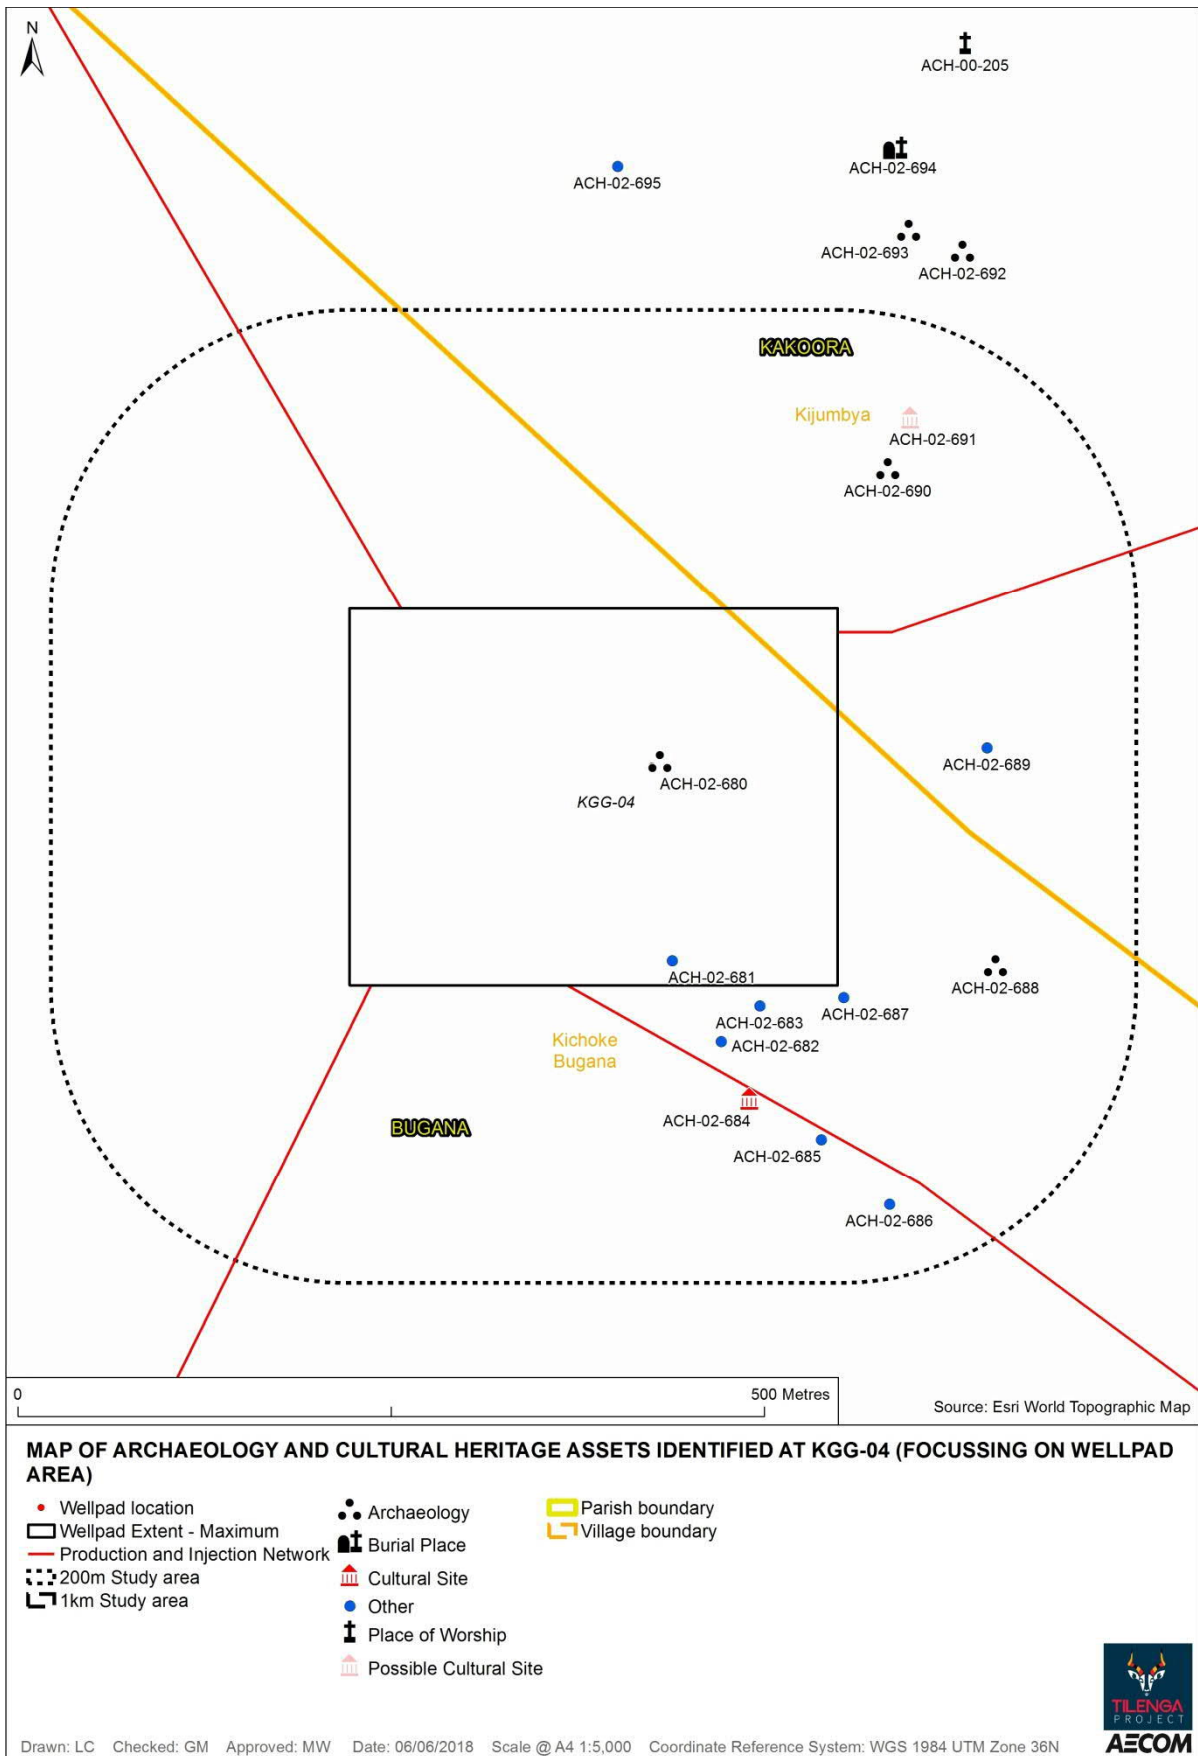 N
ACH-00-205
ACH-02-694
ACH-02-695
ACH-02-693
ACH-02-692
KAKOORA
Kijumbya
ACH-02-691
ACH-02-690
ACH-02-689
ACH-02-680
KGG-04
ACH-02-681
ACH-02-688
ACH-02-687
ACH-02-683
Kichoke
Bugana
ACH-02-682
ACH-02-684
BUGANA
ACH-02-685
ACH-02-686
0
500 Metres
Source: Esri World Topographic Map
MAP OF ARCHAEOLOGY AND CULTURAL HERITAGE ASSETS IDENTIFIED AT KGG-04 (FOCUSSING ON WELLPAD
AREA)
Wellpad location
Wellpad Extent - Maximum
Production and Injection Network
200m Study area
1km Study area
Archaeology
Burial Place
Cultural Site
Other
Place of Worship
Possible Cultural Site
Parish boundary
Village boundary
TILENGA
PROJECT
AECOM
Drawn: LC Checked: GM Approved: MW Date: 06/06/2018 Scale @ A4 1:5,000 Coordinate Reference System: WGS 1984 UTM Zone 36N